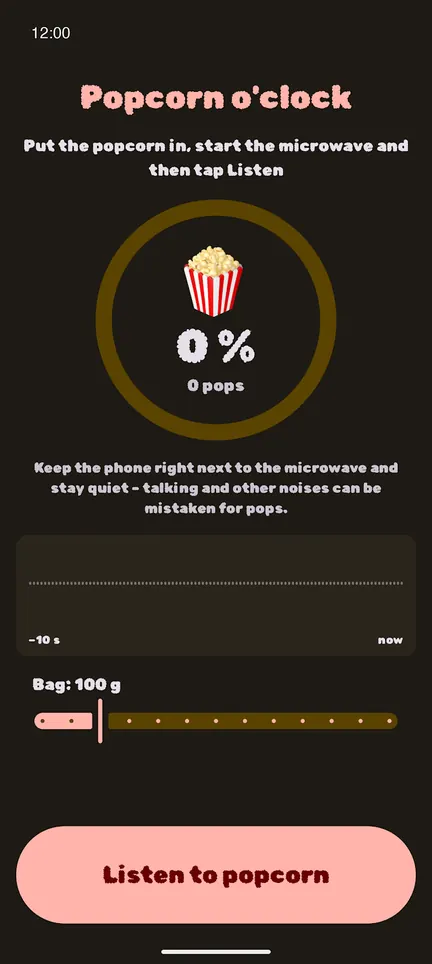 12:00
Popcorn o'clock
Put the popcorn in, start the microwave and
then tap Listen
0 %
0 pops
Keep the phone right next to the microwave and
stay quiet – talking and other noises can be
mistaken for pops.
−10 s now
Bag: 100 g
Listen to popcorn